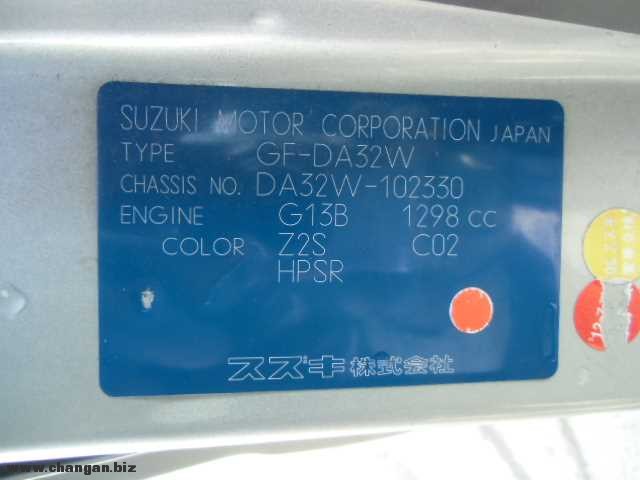 SUZUKI MOTOR CORPORATION JAPAN
TYPE GF-DA32W
CHASSIS NO. DA32W-102330
ENGINE G13B 1298 cc
COLOR Z2S C02
HPSR
スズキ株式会社
www.changan.biz